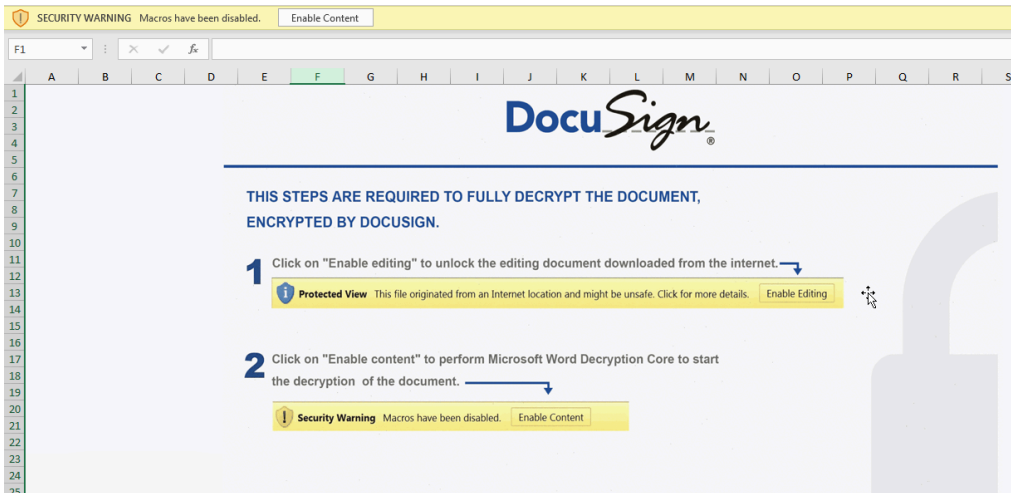 SECURITY WARNING Macros have been disabled. Enable Content
F1 fx
A B C D E F G H I J K L M N O P Q R S
1
2
3
4
5
6
7
8
9
10
11
12
13
14
15
16
17
18
19
20
21
22
23
24
25
DocuSign®
THIS STEPS ARE REQUIRED TO FULLY DECRYPT THE DOCUMENT,
ENCRYPTED BY DOCUSIGN.
1 Click on "Enable editing" to unlock the editing document downloaded from the internet.
Protected View This file originated from an Internet location and might be unsafe. Click for more details. Enable Editing
2 Click on "Enable content" to perform Microsoft Word Decryption Core to start
the decryption of the document.
Security Warning Macros have been disabled. Enable Content